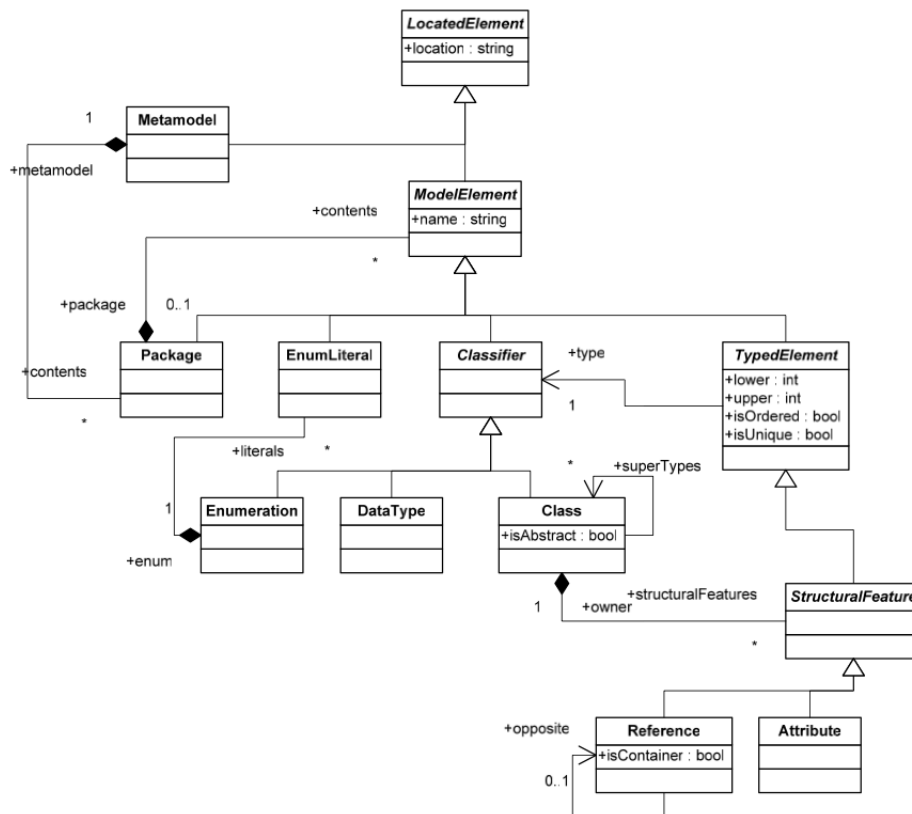 LocatedElement
+location : string
1
Metamodel
+metamodel
ModelElement
+name : string
+contents
*
+package
0..1
Package
EnumLiteral
Classifier
TypedElement
+lower : int
+upper : int
+isOrdered : bool
+isUnique : bool
+type
1
+contents
*
+literals
*
*
+superTypes
Enumeration
DataType
Class
+isAbstract : bool
1
+enum
+structuralFeatures
1
+owner
*
StructuralFeature
+opposite
Reference
+isContainer : bool
Attribute
0..1